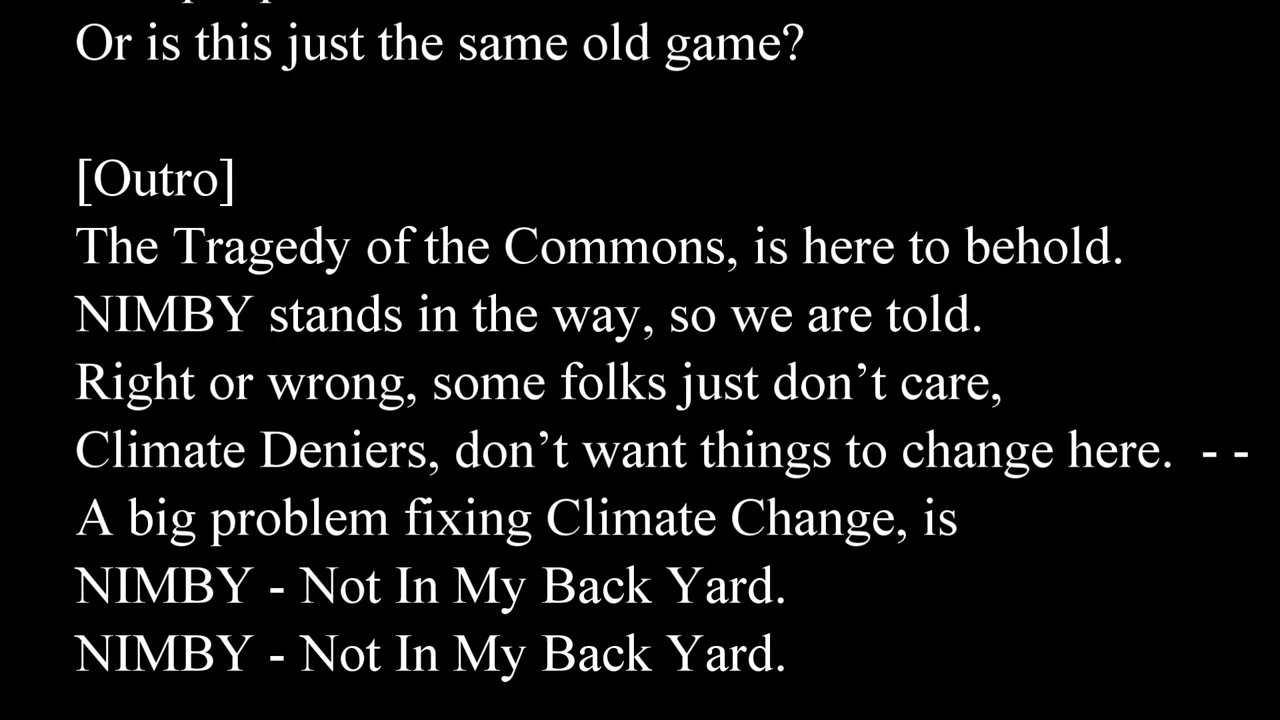 Or is this just the same old game?
[Outro]
The Tragedy of the Commons, is here to behold.
NIMBY stands in the way, so we are told.
Right or wrong, some folks just don’t care,
Climate Deniers, don’t want things to change here.  - -
A big problem fixing Climate Change, is
NIMBY - Not In My Back Yard.
NIMBY - Not In My Back Yard.